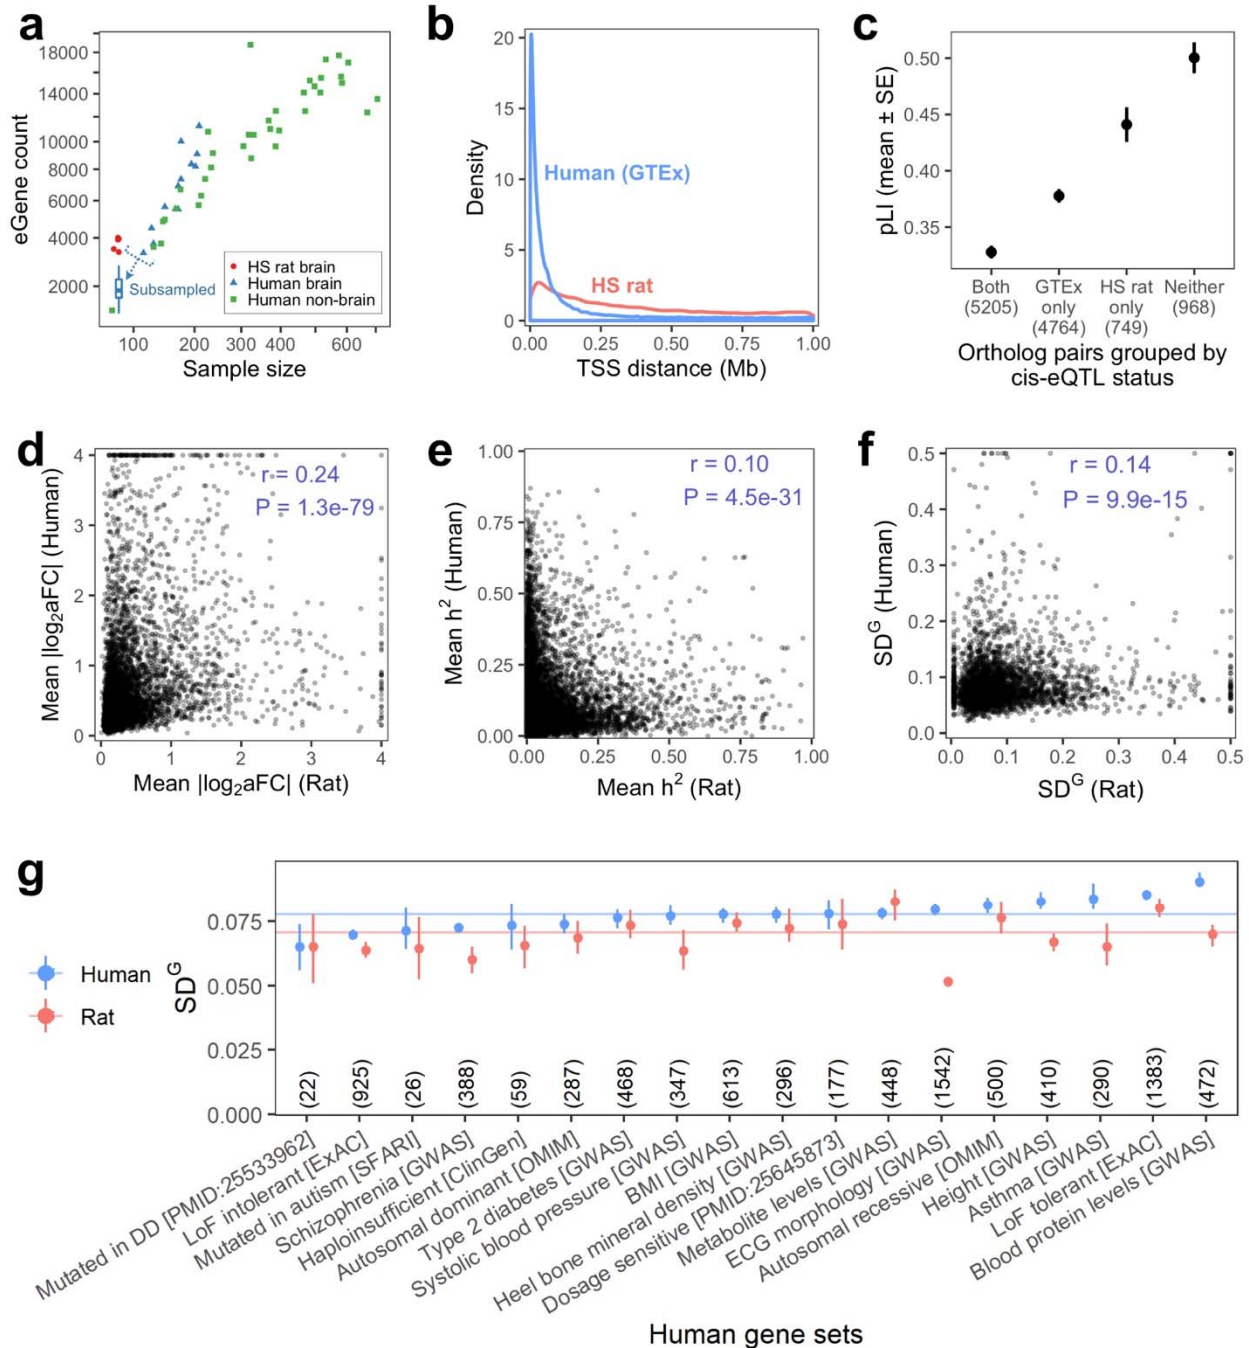 a
18000
14000
10000
8000
6000
4000
2000
eGene count
HS rat brain
Human brain
Human non-brain
Subsampled
100
200
300
400
600
Sample size
b
20
15
10
5
0
Density
Human (GTEx)
HS rat
0.00
0.25
0.50
0.75
1.00
TSS distance (Mb)
c
0.50
0.45
0.40
0.35
pLI (mean ± SE)
Both
(5205)
GTEx
only
(4764)
HS rat
only
(749)
Neither
(968)
Ortholog pairs grouped by
cis-eQTL status
d
4
3
2
1
0
Mean |log₂aFC| (Human)
r = 0.24
P = 1.3e-79
0
1
2
3
4
Mean |log₂aFC| (Rat)
e
1.00
0.75
0.50
0.25
0.00
Mean h² (Human)
r = 0.10
P = 4.5e-31
0.00
0.25
0.50
0.75
1.00
Mean h² (Rat)
f
0.5
0.4
0.3
0.2
0.1
0.0
SDᴳ (Human)
r = 0.14
P = 9.9e-15
0.0
0.1
0.2
0.3
0.4
0.5
SDᴳ (Rat)
g
Human
Rat
SDᴳ
0.075
0.050
0.025
0.000
(22)
(925)
(26)
(388)
(59)
(287)
(468)
(347)
(613)
(296)
(177)
(448)
(1542)
(500)
(410)
(290)
(1383)
(472)
Mutated in DD [PMID:25533962]
LoF intolerant [ExAC]
Mutated in autism [SFARI]
Schizophrenia [GWAS]
Haploinsufficient [ClinGen]
Autosomal dominant [OMIM]
Type 2 diabetes [GWAS]
Systolic blood pressure [GWAS]
BMI [GWAS]
Heel bone mineral density [GWAS]
Dosage sensitive [PMID:25645873]
Metabolite levels [GWAS]
ECG morphology [GWAS]
Autosomal recessive [OMIM]
Height [GWAS]
Asthma [GWAS]
LoF tolerant [ExAC]
Blood protein levels [GWAS]
Human gene sets